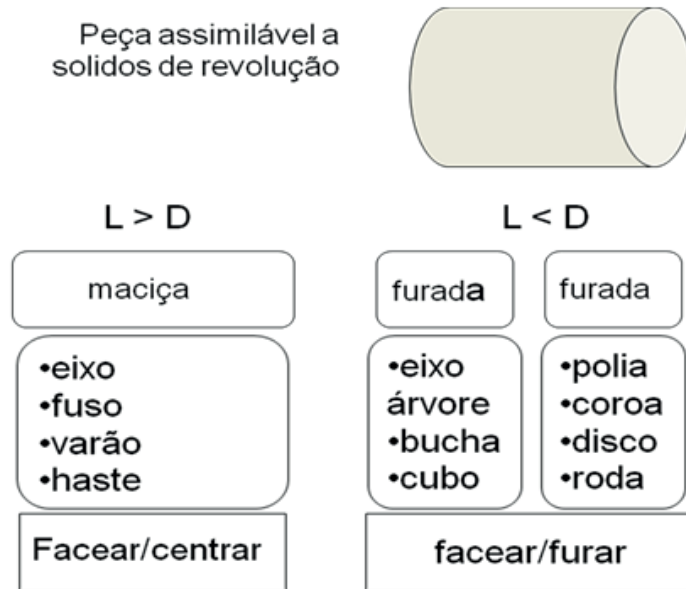 Peça assimilável a
solidos de revolução
L > D
L < D
maciça
furada
furada
•eixo
•fuso
•varão
•haste
•eixo
árvore
•bucha
•cubo
•polia
•coroa
•disco
•roda
Facear/centrar
facear/furar